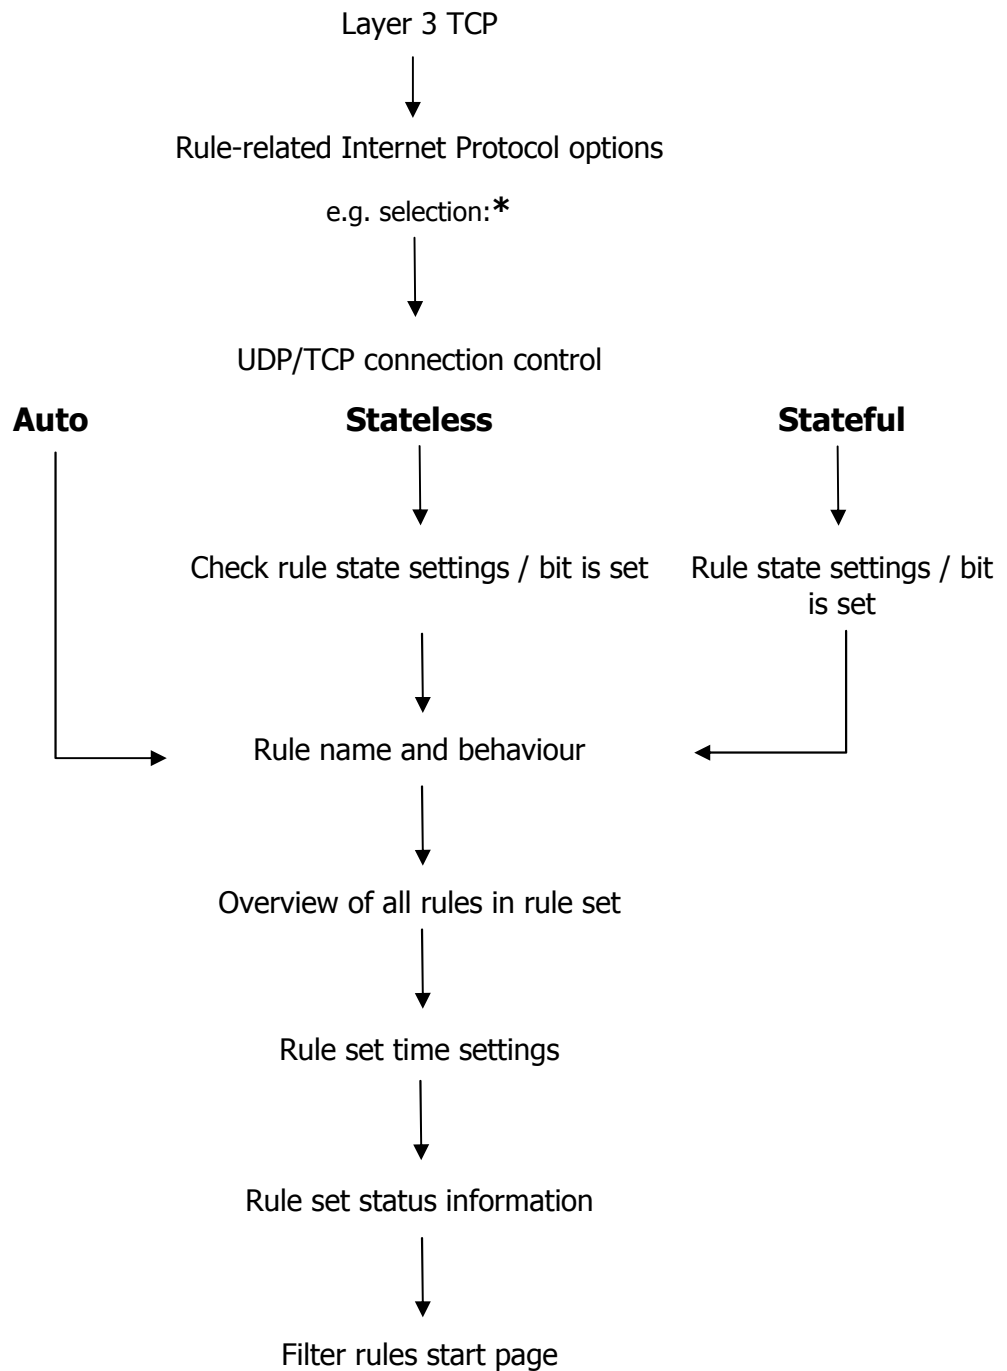 Layer 3 TCP
Rule-related Internet Protocol options
e.g. selection:*
UDP/TCP connection control
Auto
Stateless
Stateful
Check rule state settings / bit is set
Rule state settings / bit
is set
Rule name and behaviour
Overview of all rules in rule set
Rule set time settings
Rule set status information
Filter rules start page